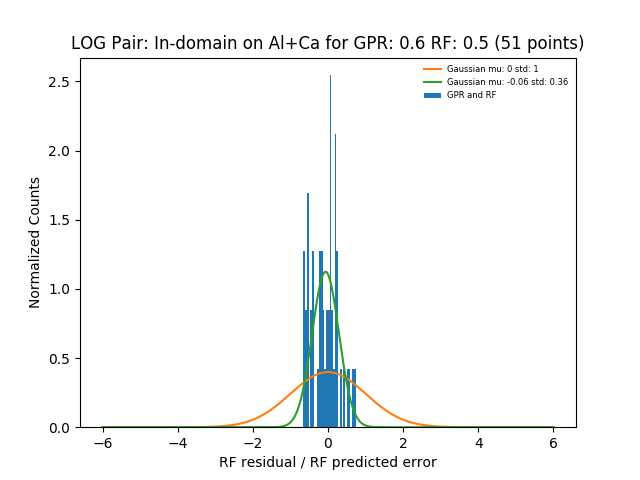 LOG Pair: In-domain on Al+Ca for GPR: 0.6 RF: 0.5 (51 points)
Gaussian mu: 0 std: 1
Gaussian mu: -0.06 std: 0.36
GPR and RF
Normalized Counts
2.5
2.0
1.5
1.0
0.5
0.0
−6 −4 −2 0 2 4 6
RF residual / RF predicted error